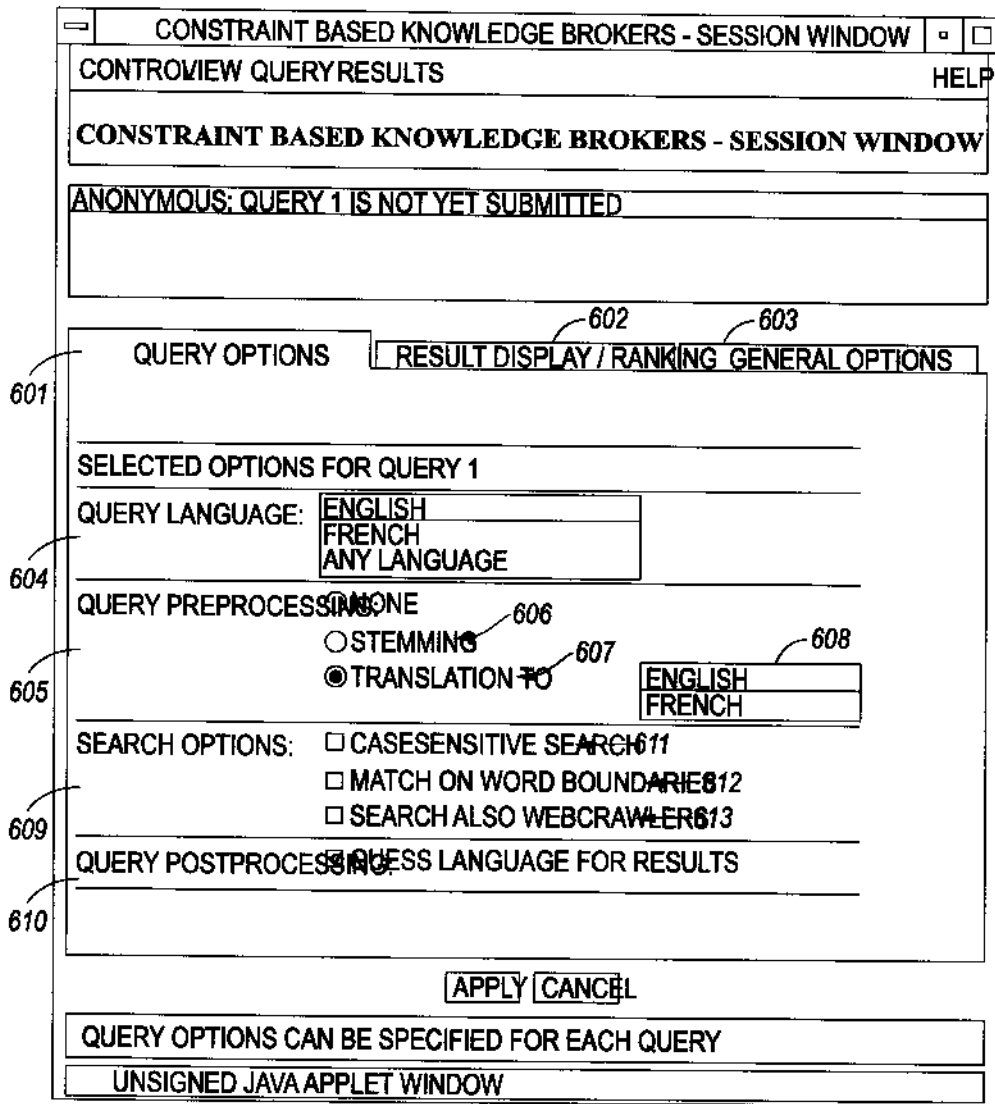 CONSTRAINT BASED KNOWLEDGE BROKERS - SESSION WINDOW
CONTROVIEW QUERY RESULTS HELP
CONSTRAINT BASED KNOWLEDGE BROKERS - SESSION WINDOW
ANONYMOUS: QUERY 1 IS NOT YET SUBMITTED
602 603
QUERY OPTIONS RESULT DISPLAY / RANKING GENERAL OPTIONS
601
SELECTED OPTIONS FOR QUERY 1
QUERY LANGUAGE: ENGLISH
FRENCH
ANY LANGUAGE
604
QUERY PREPROCESSING: NONE
606
STEMMING
607 608
TRANSLATION TO ENGLISH
FRENCH
605
SEARCH OPTIONS: CASESENSITIVE SEARCH 611
MATCH ON WORD BOUNDARIES 612
SEARCH ALSO WEBCRAWLERS 613
609
QUERY POSTPROCESSING: GUESS LANGUAGE FOR RESULTS
610
APPLY CANCEL
QUERY OPTIONS CAN BE SPECIFIED FOR EACH QUERY
UNSIGNED JAVA APPLET WINDOW